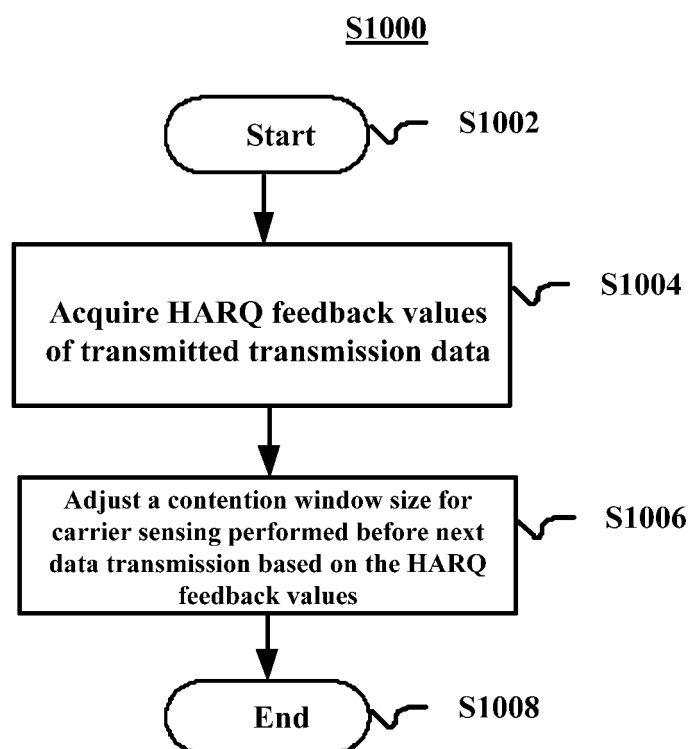 S1000
Start
S1002
Acquire HARQ feedback values
of transmitted transmission data
S1004
Adjust a contention window size for
carrier sensing performed before next
data transmission based on the HARQ
feedback values
S1006
End
S1008